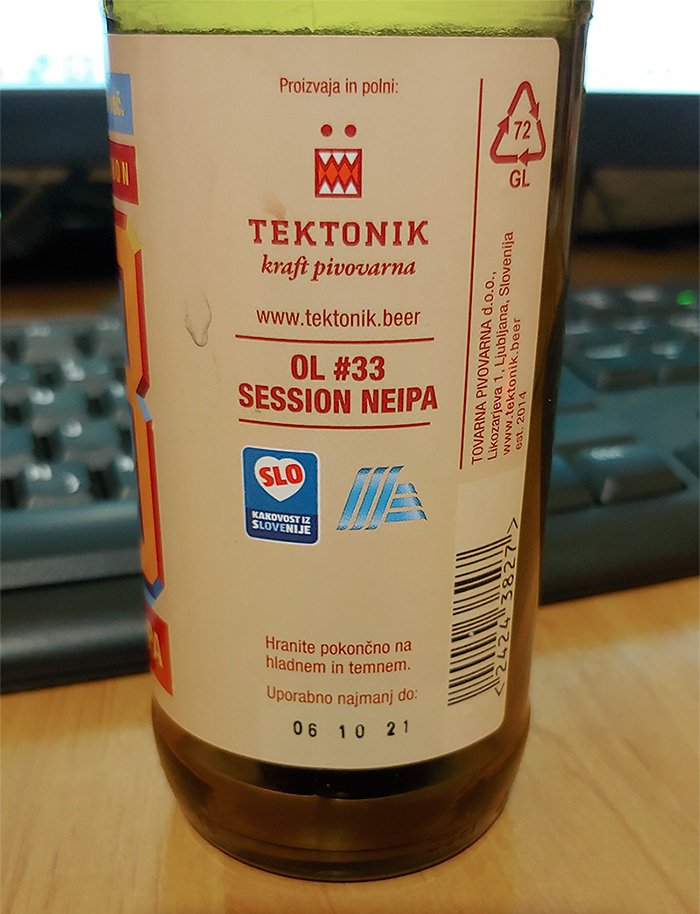 Proizvaja in polni:
TEKTONIK
kraft pivovarna
www.tektonik.beer
OL #33
SESSION NEIPA
SLO
KAKOVOST IZ
SLOVENIJE
Hranite pokončno na
hladnem in temnem.
Uporabno najmanj do:
06 10 21
72
GL
TOVARNA PIVOVARNA d.o.o.,
Likozarjeva 1, Ljubljana, Slovenija
www.tektonik.beer
est. 2014
<2424 3827>